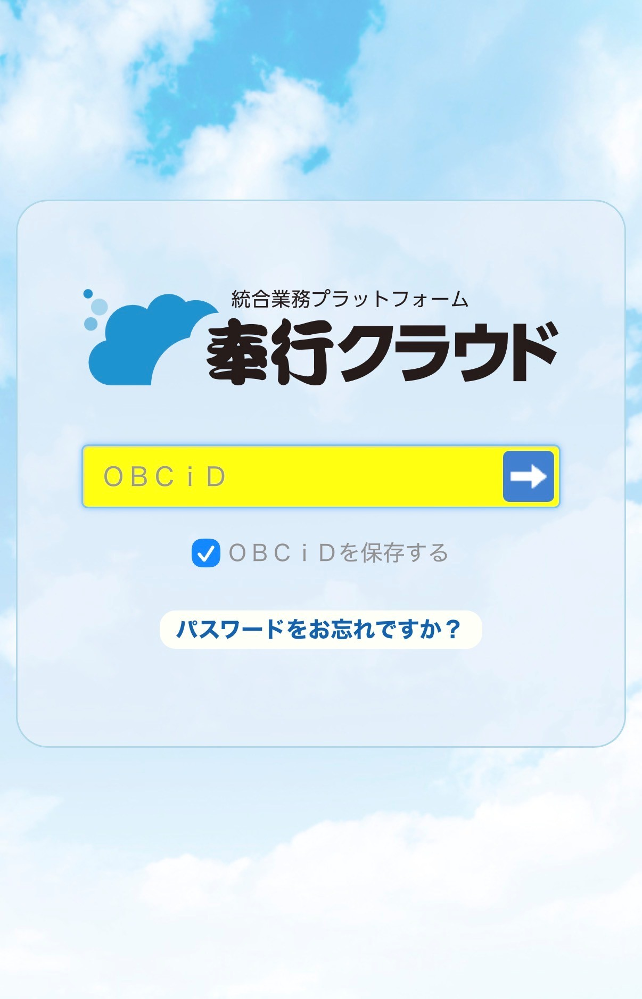 統合業務プラットフォーム
奉行クラウド
ＯＢＣｉＤ
ＯＢＣｉＤを保存する
パスワードをお忘れですか？